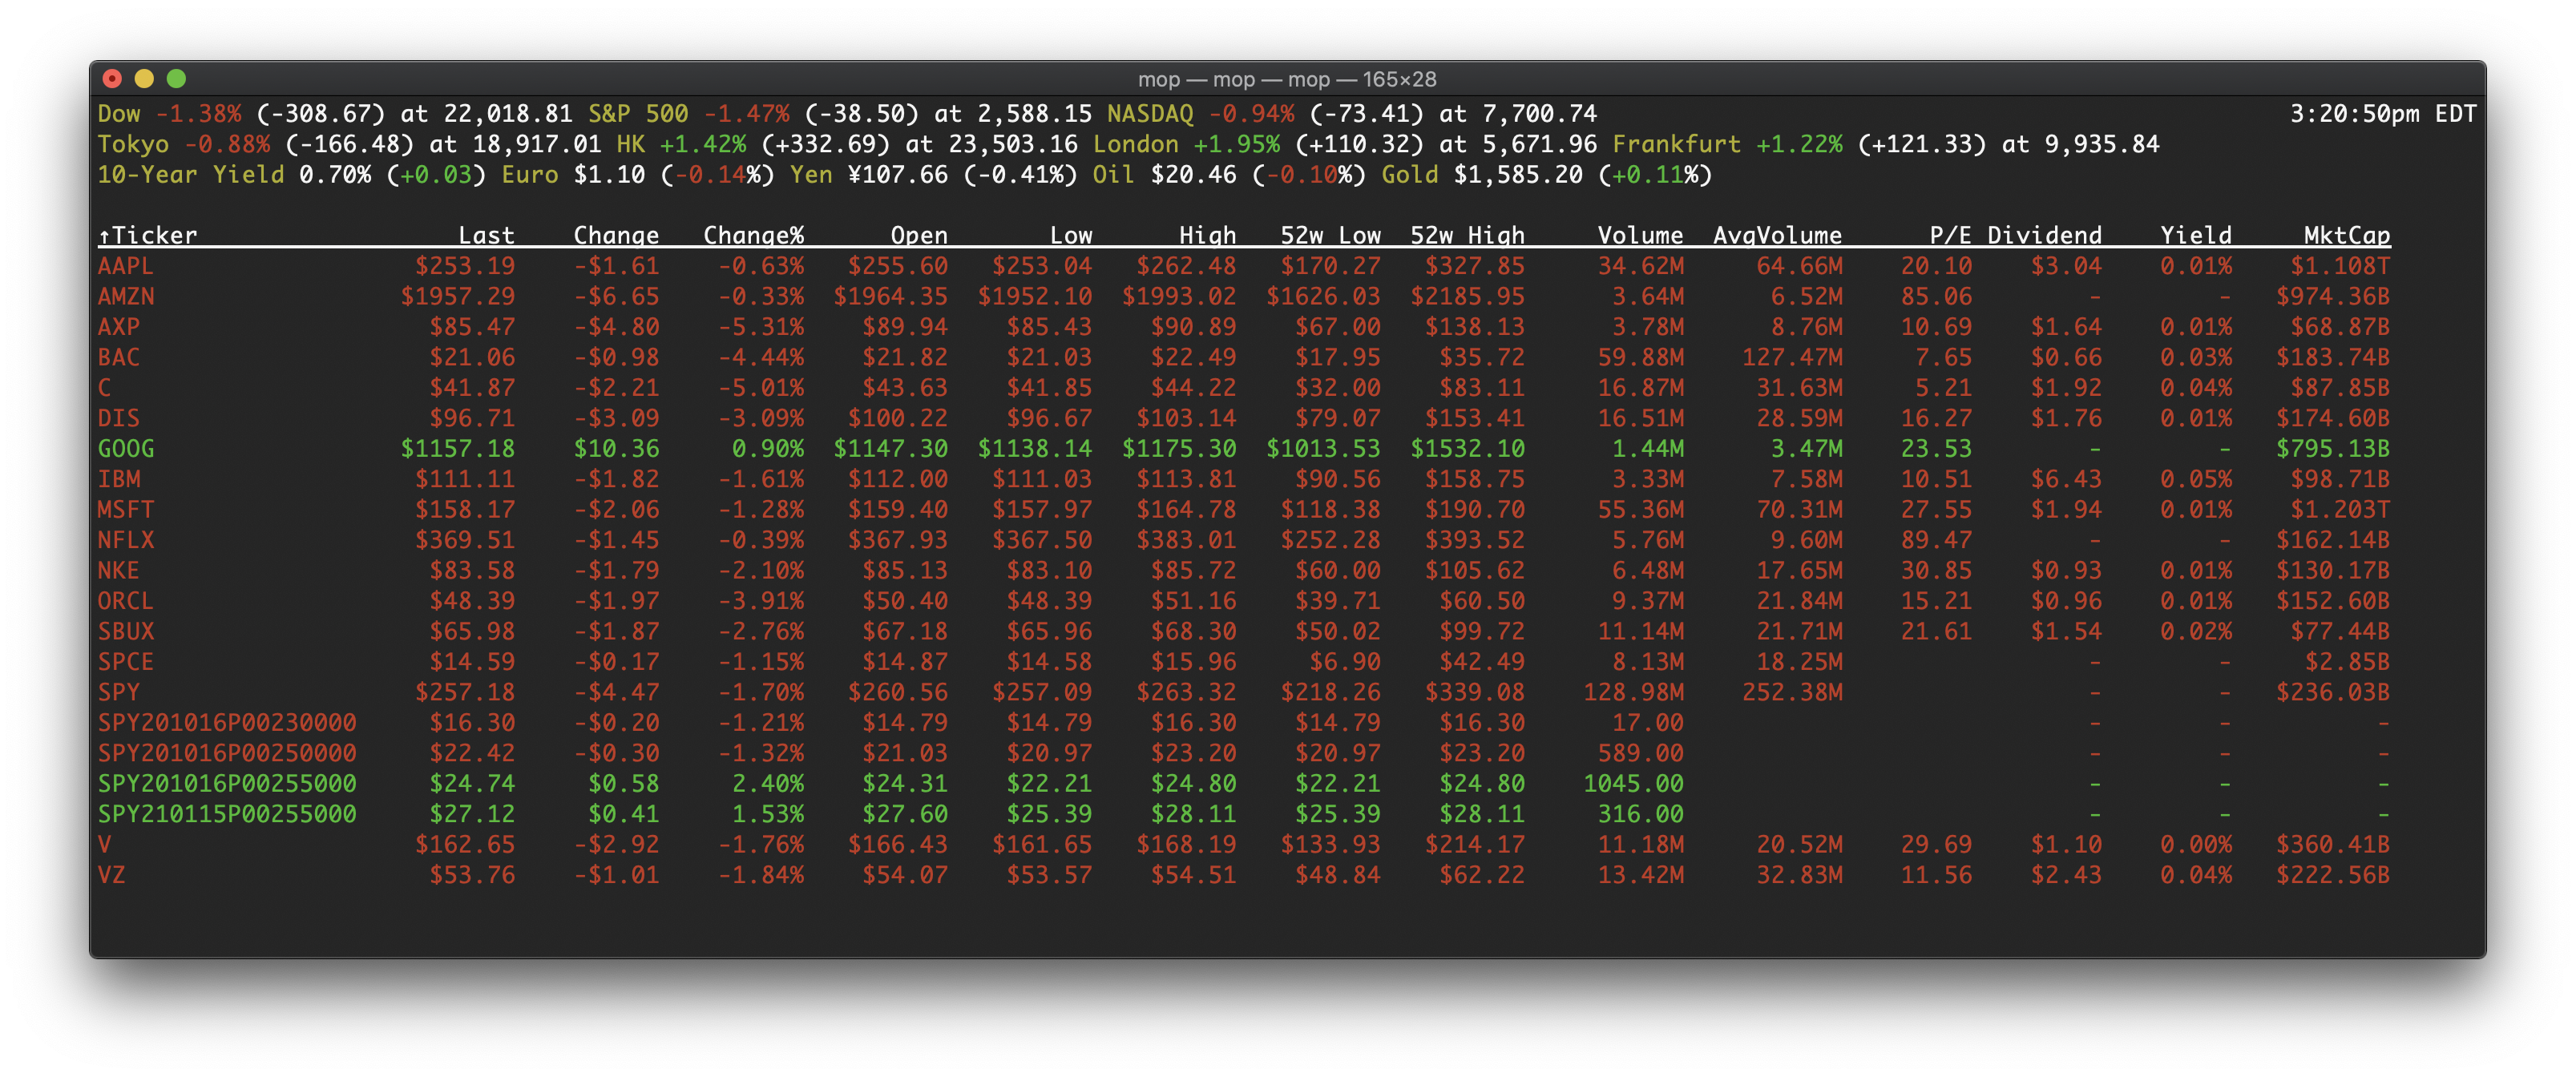 mop — mop — mop — 165×28
Dow -1.38% (-308.67) at 22,018.81 S&P 500 -1.47% (-38.50) at 2,588.15 NASDAQ -0.94% (-73.41) at 7,700.74 3:20:50pm EDT
Tokyo -0.88% (-166.48) at 18,917.01 HK +1.42% (+332.69) at 23,503.16 London +1.95% (+110.32) at 5,671.96 Frankfurt +1.22% (+121.33) at 9,935.84
10-Year Yield 0.70% (+0.03) Euro $1.10 (-0.14%) Yen ¥107.66 (-0.41%) Oil $20.46 (-0.10%) Gold $1,585.20 (+0.11%)
↑Ticker Last Change Change% Open Low High 52w Low 52w High Volume AvgVolume P/E Dividend Yield MktCap
AAPL $253.19 -$1.61 -0.63% $255.60 $253.04 $262.48 $170.27 $327.85 34.62M 64.66M 20.10 $3.04 0.01% $1.108T
AMZN $1957.29 -$6.65 -0.33% $1964.35 $1952.10 $1993.02 $1626.03 $2185.95 3.64M 6.52M 85.06 - - $974.36B
AXP $85.47 -$4.80 -5.31% $89.94 $85.43 $90.89 $67.00 $138.13 3.78M 8.76M 10.69 $1.64 0.01% $68.87B
BAC $21.06 -$0.98 -4.44% $21.82 $21.03 $22.49 $17.95 $35.72 59.88M 127.47M 7.65 $0.66 0.03% $183.74B
C $41.87 -$2.21 -5.01% $43.63 $41.85 $44.22 $32.00 $83.11 16.87M 31.63M 5.21 $1.92 0.04% $87.85B
DIS $96.71 -$3.09 -3.09% $100.22 $96.67 $103.14 $79.07 $153.41 16.51M 28.59M 16.27 $1.76 0.01% $174.60B
GOOG $1157.18 $10.36 0.90% $1147.30 $1138.14 $1175.30 $1013.53 $1532.10 1.44M 3.47M 23.53 - - $795.13B
IBM $111.11 -$1.82 -1.61% $112.00 $111.03 $113.81 $90.56 $158.75 3.33M 7.58M 10.51 $6.43 0.05% $98.71B
MSFT $158.17 -$2.06 -1.28% $159.40 $157.97 $164.78 $118.38 $190.70 55.36M 70.31M 27.55 $1.94 0.01% $1.203T
NFLX $369.51 -$1.45 -0.39% $367.93 $367.50 $383.01 $252.28 $393.52 5.76M 9.60M 89.47 - - $162.14B
NKE $83.58 -$1.79 -2.10% $85.13 $83.10 $85.72 $60.00 $105.62 6.48M 17.65M 30.85 $0.93 0.01% $130.17B
ORCL $48.39 -$1.97 -3.91% $50.40 $48.39 $51.16 $39.71 $60.50 9.37M 21.84M 15.21 $0.96 0.01% $152.60B
SBUX $65.98 -$1.87 -2.76% $67.18 $65.96 $68.30 $50.02 $99.72 11.14M 21.71M 21.61 $1.54 0.02% $77.44B
SPCE $14.59 -$0.17 -1.15% $14.87 $14.58 $15.96 $6.90 $42.49 8.13M 18.25M - - $2.85B
SPY $257.18 -$4.47 -1.70% $260.56 $257.09 $263.32 $218.26 $339.08 128.98M 252.38M - - $236.03B
SPY201016P00230000 $16.30 -$0.20 -1.21% $14.79 $14.79 $16.30 $14.79 $16.30 17.00 - - -
SPY201016P00250000 $22.42 -$0.30 -1.32% $21.03 $20.97 $23.20 $20.97 $23.20 589.00 - - -
SPY201016P00255000 $24.74 $0.58 2.40% $24.31 $22.21 $24.80 $22.21 $24.80 1045.00 - - -
SPY210115P00255000 $27.12 $0.41 1.53% $27.60 $25.39 $28.11 $25.39 $28.11 316.00 - - -
V $162.65 -$2.92 -1.76% $166.43 $161.65 $168.19 $133.93 $214.17 11.18M 20.52M 29.69 $1.10 0.00% $360.41B
VZ $53.76 -$1.01 -1.84% $54.07 $53.57 $54.51 $48.84 $62.22 13.42M 32.83M 11.56 $2.43 0.04% $222.56B